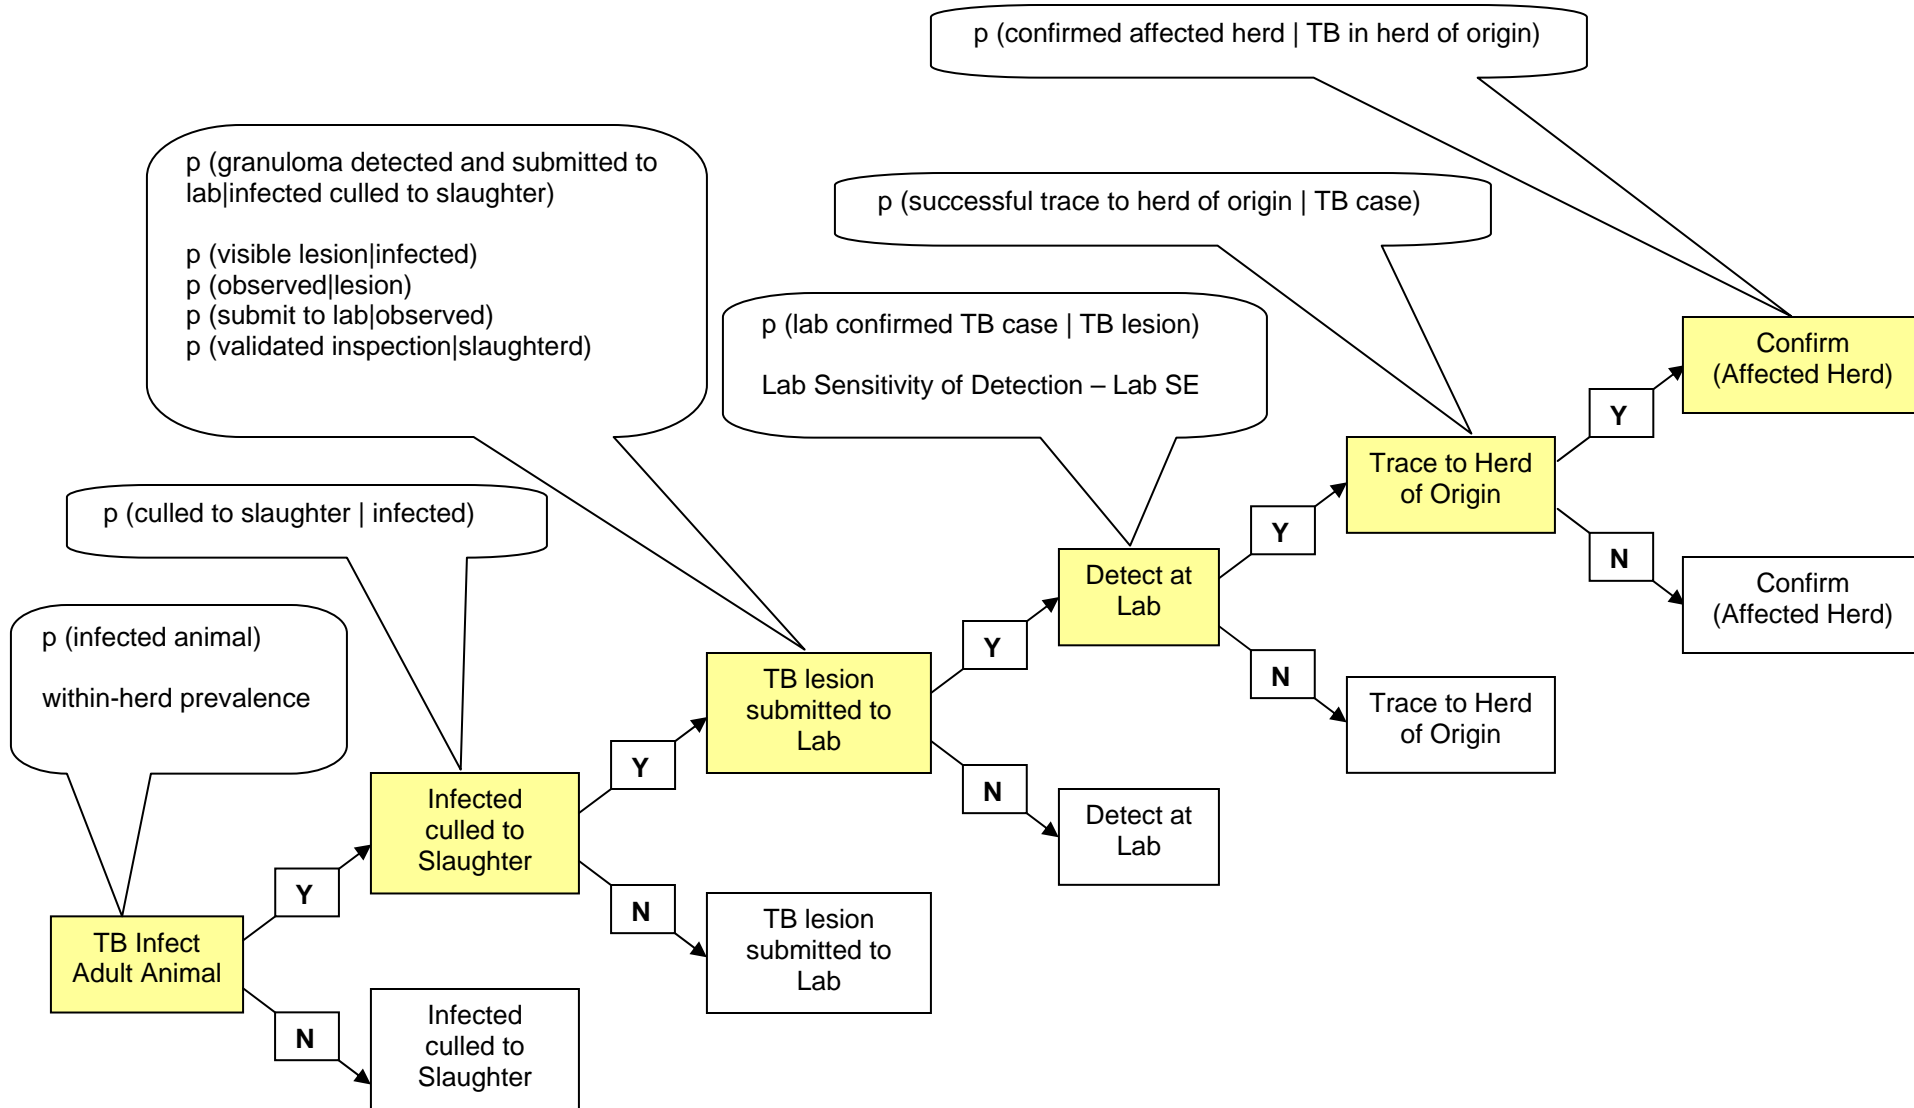 p (confirmed affected herd | TB in herd of origin)
p (granuloma detected and submitted to
lab|infected culled to slaughter)
p (visible lesion|infected)
p (observed|lesion)
p (submit to lab|observed)
p (validated inspection|slaughterd)
p (successful trace to herd of origin | TB case)
p (lab confirmed TB case | TB lesion)
Lab Sensitivity of Detection – Lab SE
Confirm
(Affected Herd)
Y
Trace to Herd
of Origin
p (culled to slaughter | infected)
Y
N
Detect at
Lab
Confirm
(Affected Herd)
p (infected animal)
within-herd prevalence
Y
N
TB lesion
submitted to
Lab
Trace to Herd
of Origin
Y
N
Infected
culled to
Slaughter
Detect at
Lab
Y
N
TB lesion
submitted to
Lab
TB Infect
Adult Animal
N
Infected
culled to
Slaughter